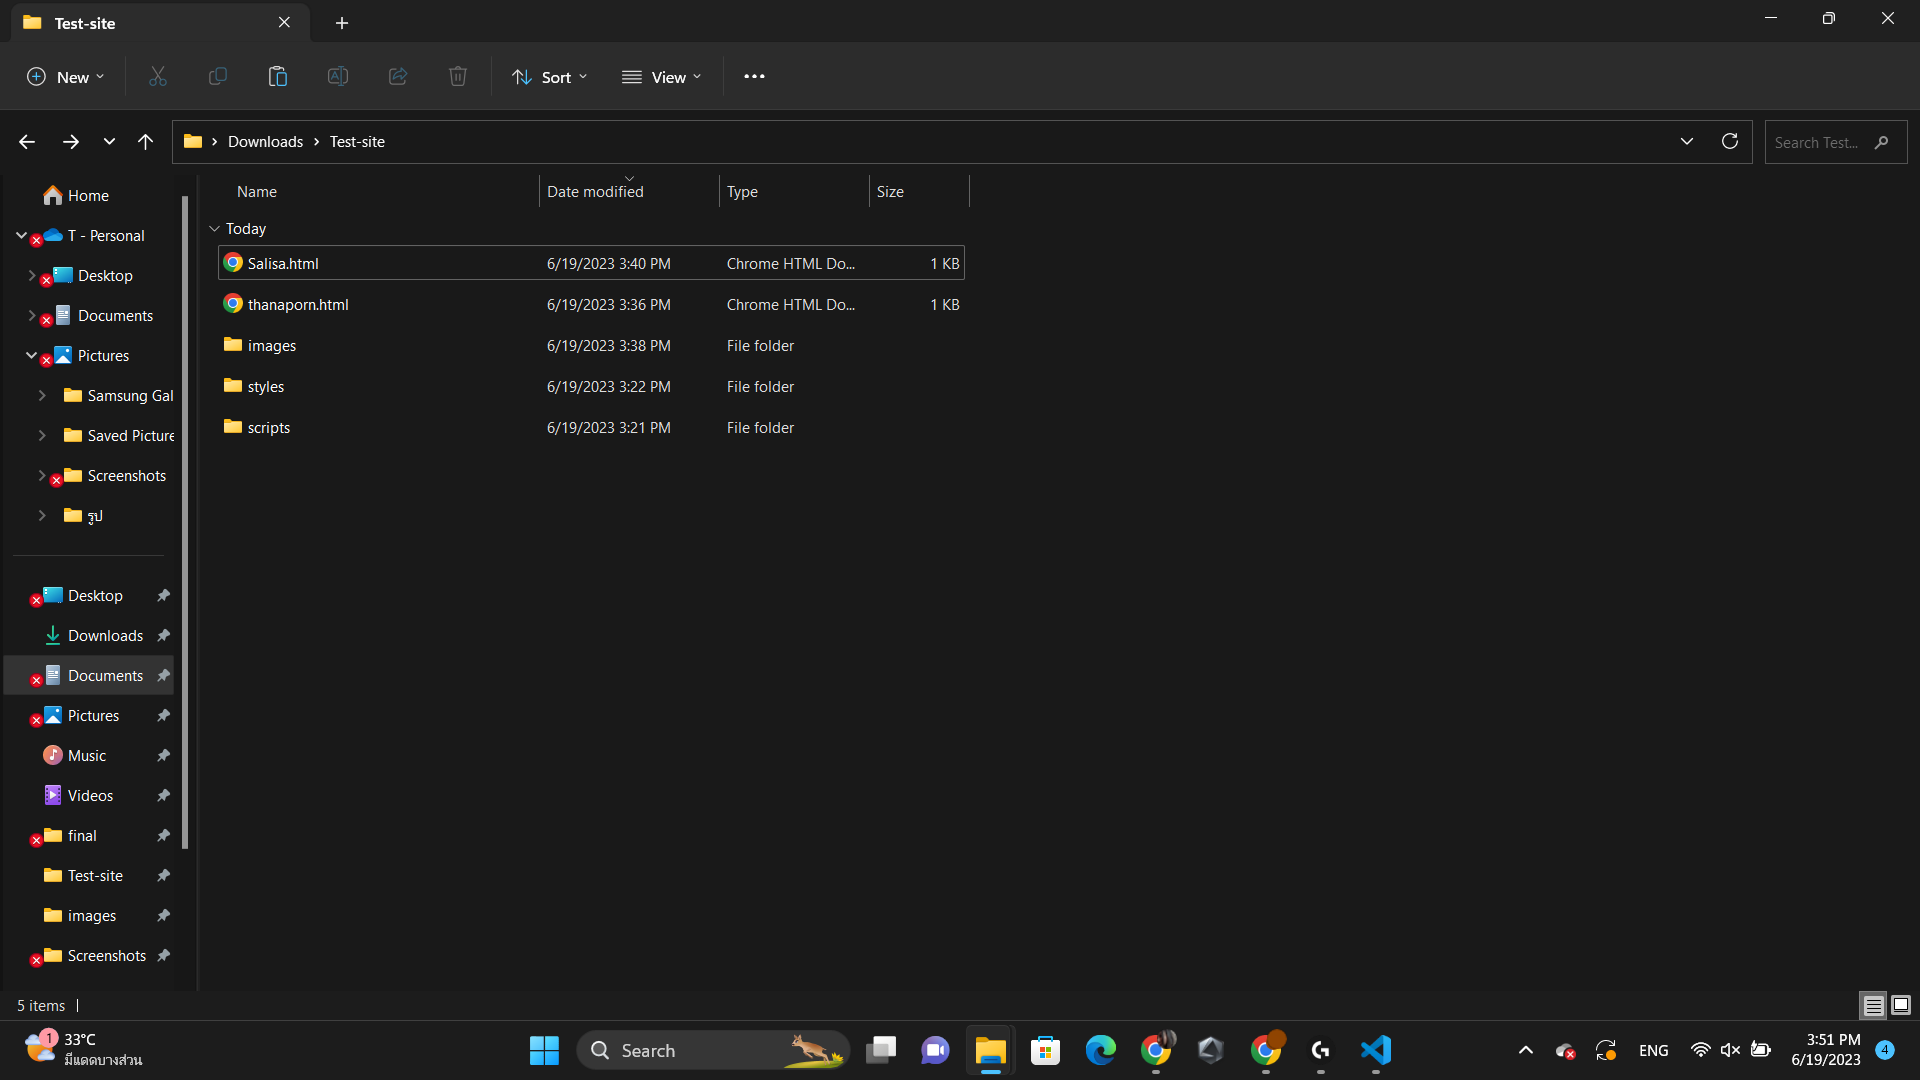 Test-site
New
Sort
View
Downloads
Test-site
Search Test...
Name
Date modified
Type
Size
Today
Salisa.html
6/19/2023 3:40 PM
Chrome HTML Do...
1 KB
thanaporn.html
6/19/2023 3:36 PM
Chrome HTML Do...
1 KB
images
6/19/2023 3:38 PM
File folder
styles
6/19/2023 3:22 PM
File folder
scripts
6/19/2023 3:21 PM
File folder
Home
T - Personal
Desktop
Documents
Pictures
Samsung Gal
Saved Picture
Screenshots
รูป
Desktop
Downloads
Documents
Pictures
Music
Videos
final
Test-site
images
Screenshots
5 items
1
33°C
มีแดดบางส่วน
Search
ENG
3:51 PM
6/19/2023
4